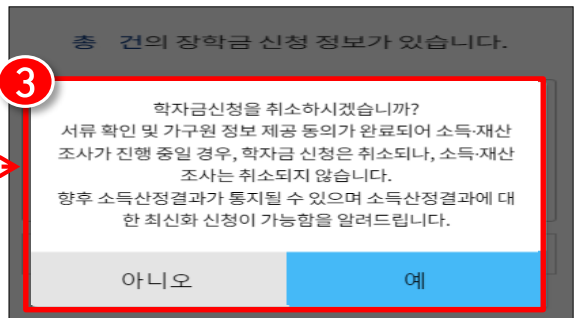 총 건의 장학금 신청 정보가 있습니다.
3
학자금신청을 취소하시겠습니까?
서류 확인 및 가구원 정보 제공 동의가 완료되어 소득·재산
조사가 진행 중일 경우, 학자금 신청은 취소되나, 소득·재산
조사는 취소되지 않습니다.
향후 소득산정결과가 통지될 수 있으며 소득산정결과에 대
한 최신화 신청이 가능함을 알려드립니다.
아니오
예